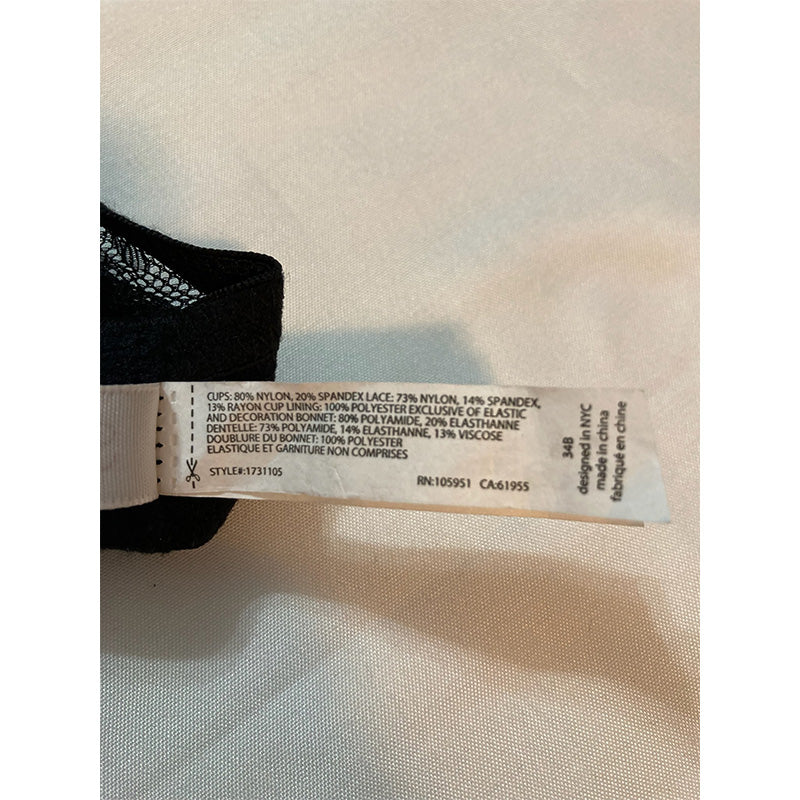 CUPS: 80% NYLON, 20% SPANDEX LACE: 73% NYLON, 14% SPANDEX,
13% RAYON CUP LINING: 100% POLYESTER EXCLUSIVE OF ELASTIC
AND DECORATION BONNET: 80% POLYAMIDE, 20% ELASTHANNE
DENTELLE: 73% POLYAMIDE, 14% ELASTHANNE, 13% VISCOSE
DOUBLURE DU BONNET: 100% POLYESTER
ELASTIQUE ET GARNITURE NON COMPRISES
STYLE#:1731105
RN:105951 CA:61955
34B
designed in NYC
made in china
fabriqué en chine